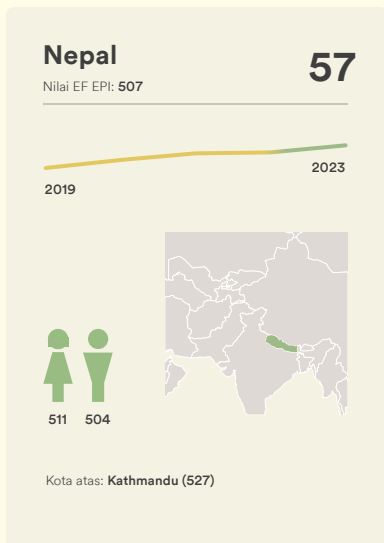 Nepal
57
Nilai EF EPI: 507
2023
2019
511 504
Kota atas: Kathmandu (527)